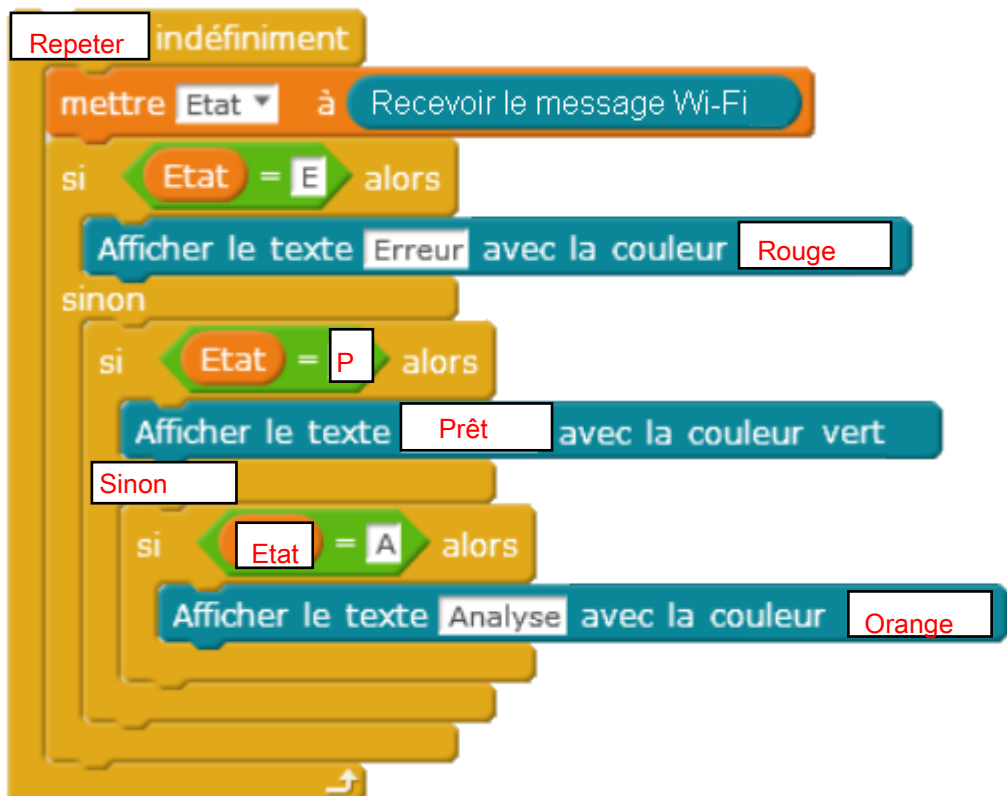 Repeter indéfiniment
mettre Etat à Recevoir le message Wi-Fi
si Etat = E alors
Afficher le texte Erreur avec la couleur Rouge
sinon
si Etat = P alors
Afficher le texte Prêt avec la couleur vert
Sinon
si Etat = A alors
Afficher le texte Analyse avec la couleur Orange